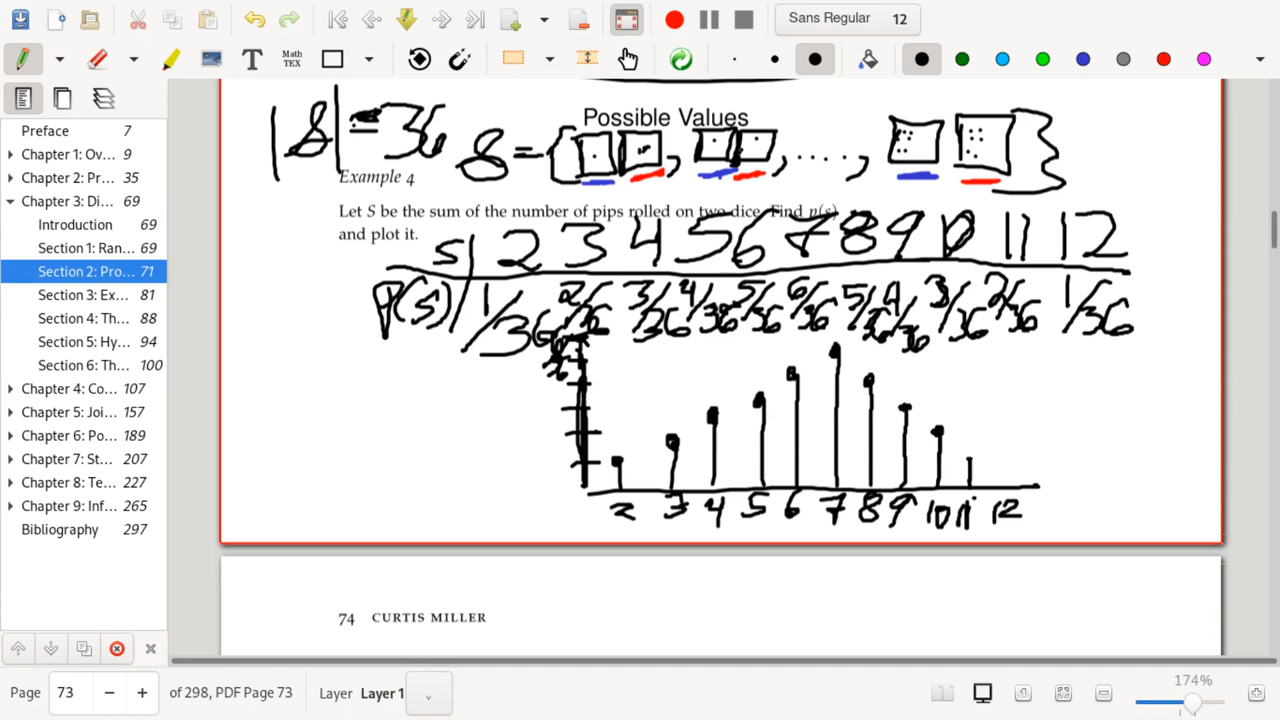 Sans Regular 12
Math
TEX
Preface 7
Chapter 1: Ov... 9
Chapter 2: Pr... 35
Chapter 3: Di... 69
Introduction 69
Section 1: Ran... 69
Section 2: Pro... 71
Section 3: Ex... 81
Section 4: Th... 88
Section 5: Hy... 94
Section 6: Th... 100
Chapter 4: Co... 107
Chapter 5: Joi... 157
Chapter 6: Po... 189
Chapter 7: St... 207
Chapter 8: Te... 227
Chapter 9: Inf... 265
Bibliography 297
Possible Values
|S| = 36 S = { , , ...., }
Example 4
Let S be the sum of the number of pips rolled on two dice. Find p(s)
and plot it.
s 2 3 4 5 6 7 8 9 10 11 12
P(s) 1/36 2/36 3/36 4/36 5/36 6/36 5/36 4/36 3/36 2/36 1/36
2 3 4 5 6 7 8 9 10 11 12
74 CURTIS MILLER
Page 73 of 298, PDF Page 73 Layer Layer 1 174%